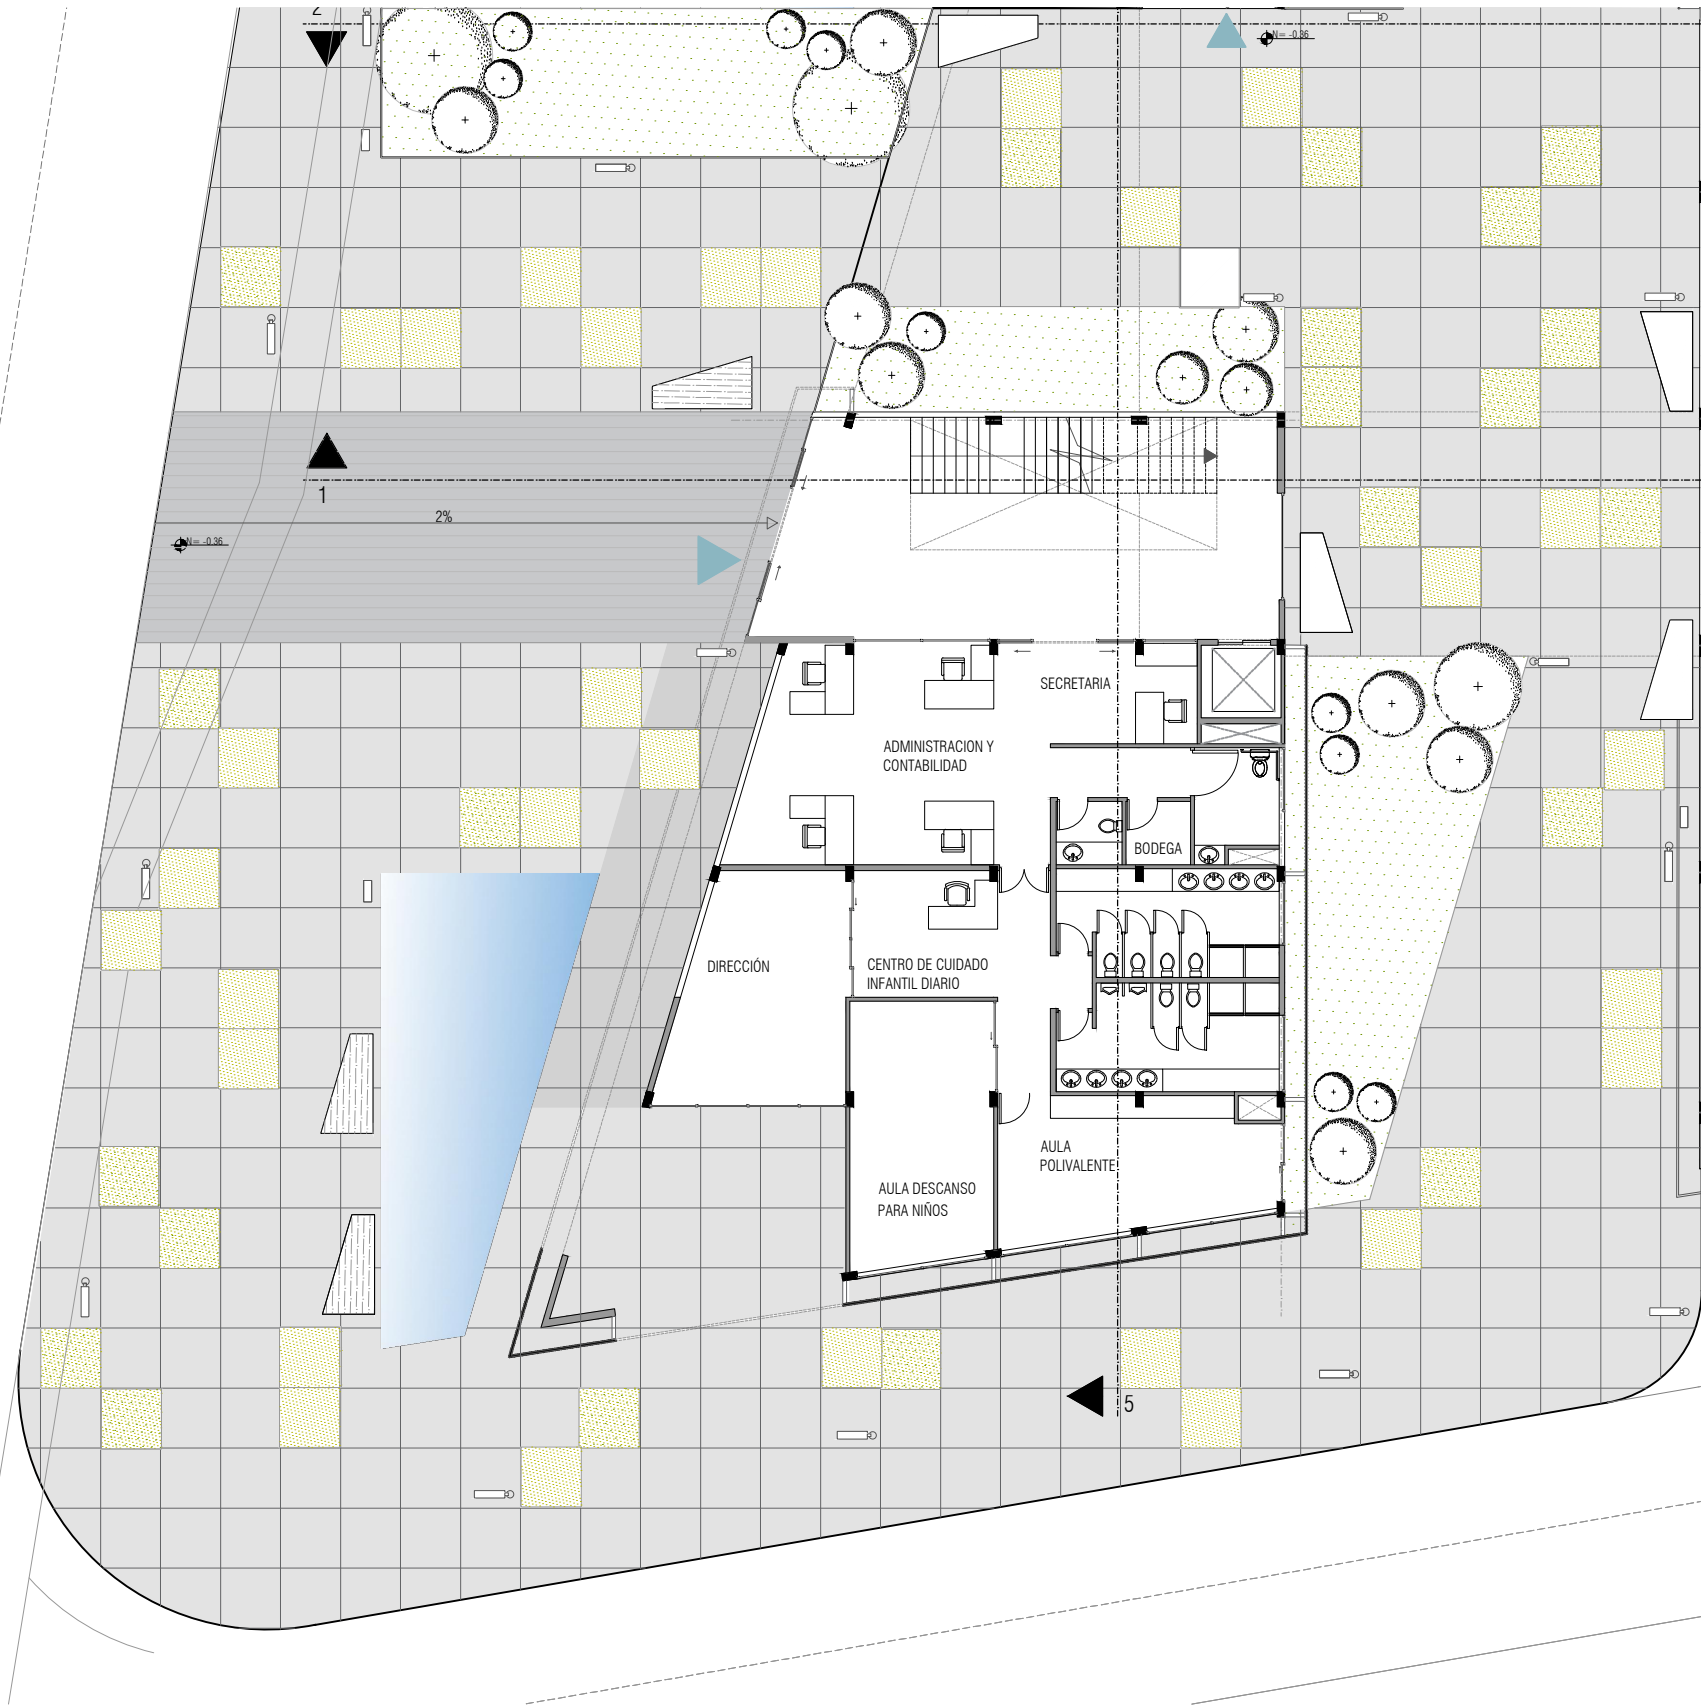 2
N= -0.36
1
2%
N= -0.36
SECRETARIA
ADMINISTRACION Y
CONTABILIDAD
BODEGA
DIRECCIÓN
CENTRO DE CUIDADO
INFANTIL DIARIO
AULA
POLIVALENTE
AULA DESCANSO
PARA NIÑOS
5